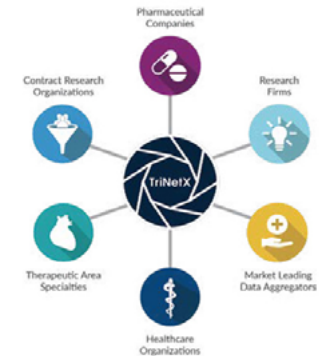 Pharmaceutical
Companies
Contract Research
Organizations
Research
Firms
TriNetX
Therapeutic Area
Specialties
Market Leading
Data Aggregators
Healthcare
Organizations